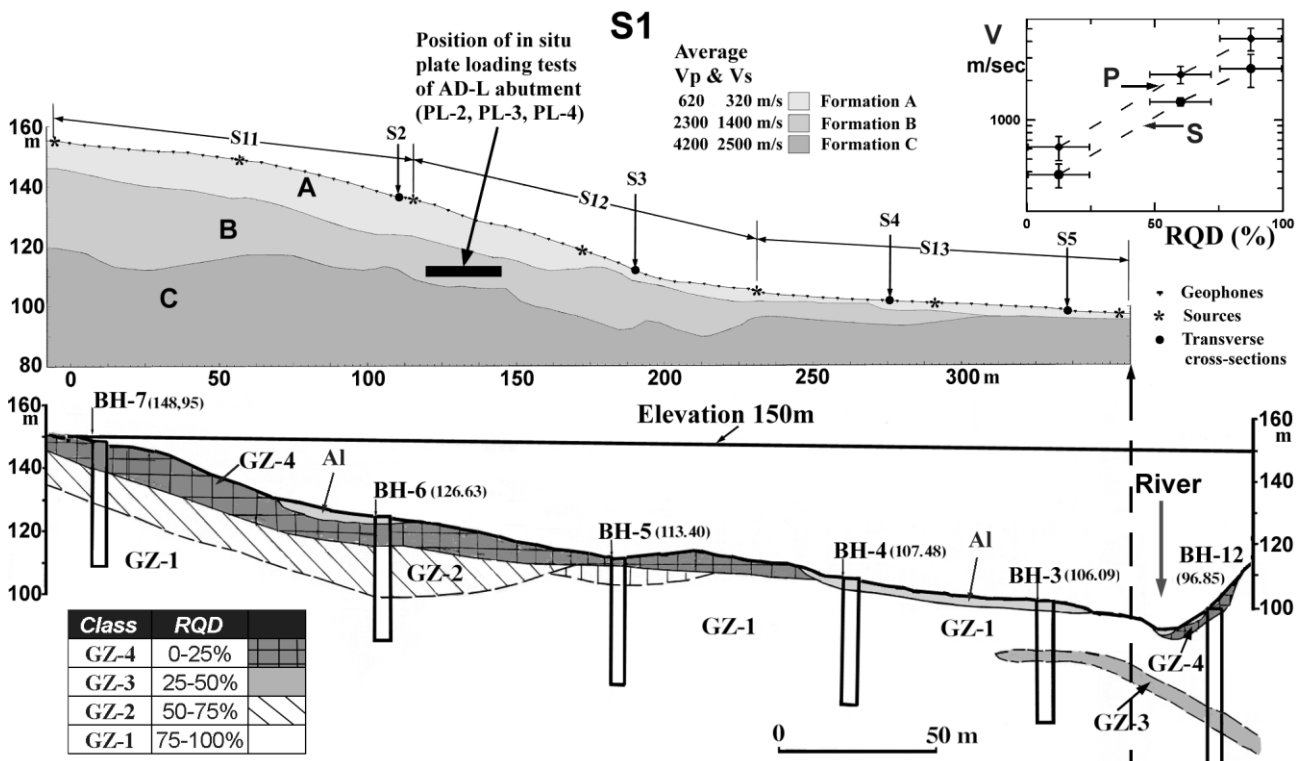 S1
Position of in situ
plate loading tests
of AD-L abutment
(PL-2, PL-3, PL-4)
Average
Vp & Vs
620 320 m/s Formation A
2300 1400 m/s Formation B
4200 2500 m/s Formation C
V
m/sec
1000
P
S
0 50 100
RQD (%)
160
m
140
120
100
80
S11
S2
S12
S3
S13
S4
S5
A
B
C
Geophones
* Sources
Transverse
cross-sections
0 50 100 150 200 250 300 m
160
m
140
120
100
BH-7 (148,95)
Elevation 150m
160
m
140
120
100
GZ-4
Al
BH-6 (126.63)
BH-5 (113.40)
BH-4 (107.48)
Al
BH-3 (106.09)
River
BH-12
(96.85)
GZ-1
GZ-2
GZ-1
GZ-1
GZ-4
GZ-3
Class RQD
GZ-4 0-25%
GZ-3 25-50%
GZ-2 50-75%
GZ-1 75-100%
0 50 m